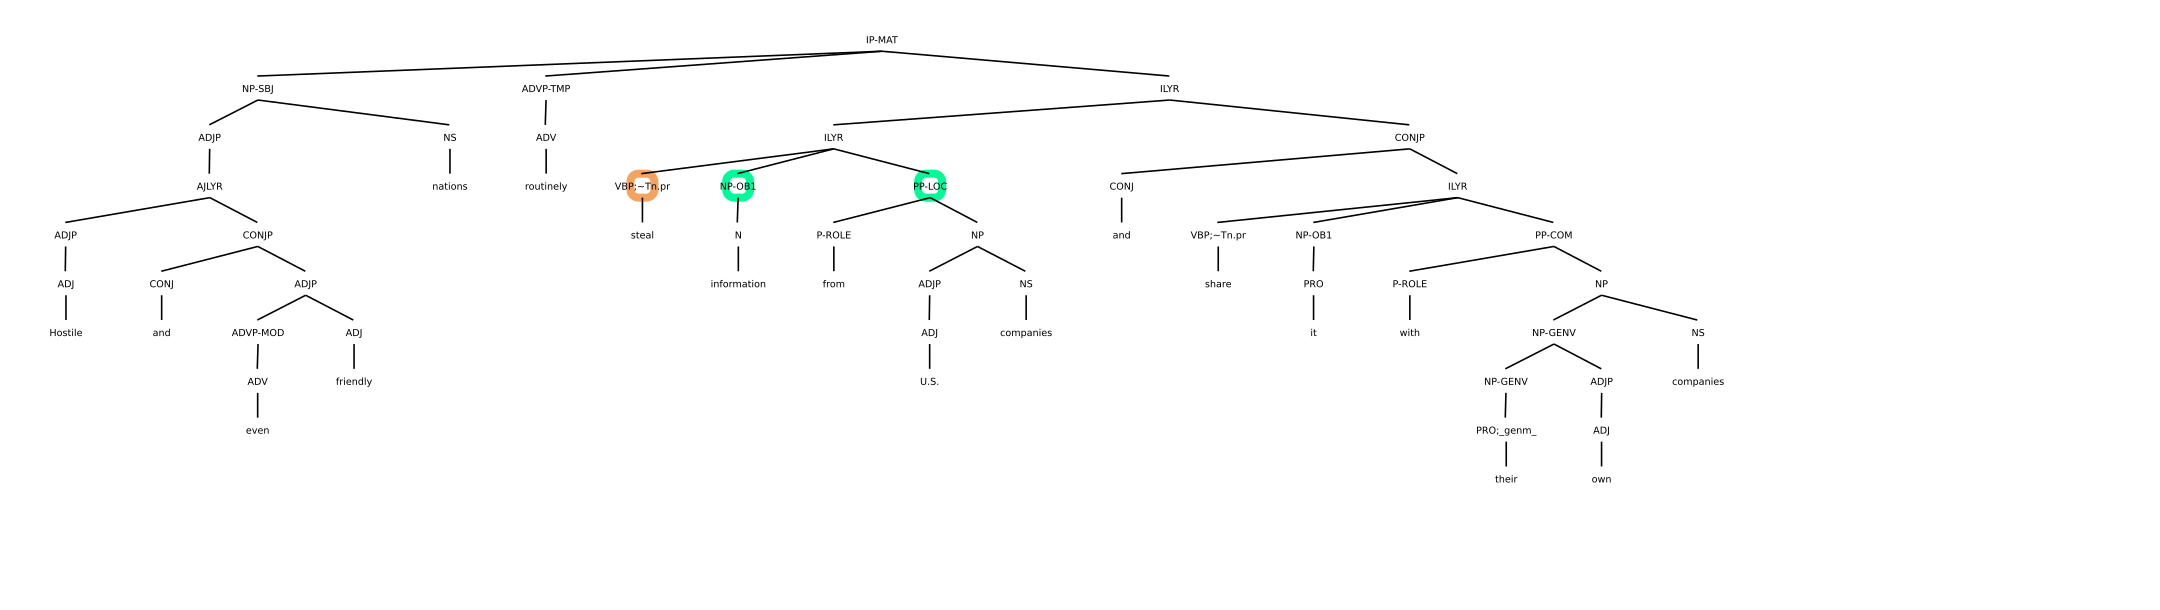 IP-MAT
NP-SBJ ADVP-TMP ILYR
ADJP NS ADV ILYR CONJP
AJLYR nations routinely VBP;~Tn.pr NP-OB1 PP-LOC CONJ ILYR
ADJP CONJP steal N P-ROLE NP and VBP;~Tn.pr NP-OB1 PP-COM
ADJ CONJ ADJP information from ADJP NS share PRO P-ROLE NP
Hostile and ADVP-MOD ADJ ADJ companies it with NP-GENV NS
ADV friendly U.S. NP-GENV ADJP companies
even PRO;_genm_ ADJ
their own